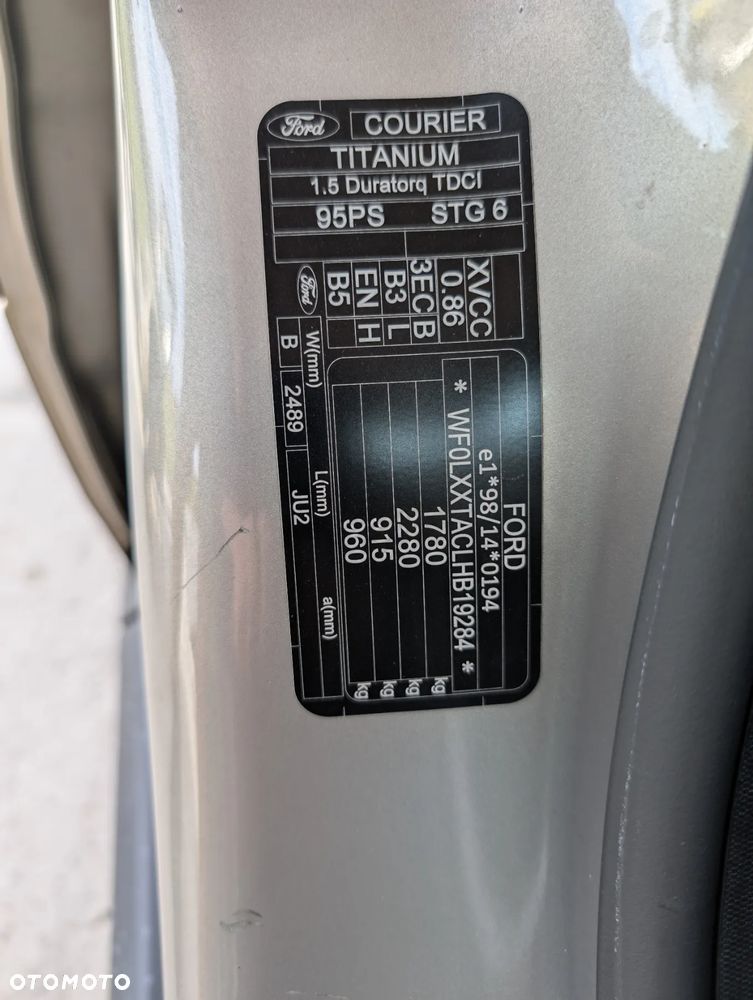 Ford COURIER
TITANIUM
1.5 Duratorq TDCI
95PS STG 6
XVCC
0.86
3EC B
B3 L
EN H
Ford B5
FORD
e1*98/14*0194
* WF0LXXTACLHB19284 *
1780 kg
2280 kg
915 kg
960 kg
W(mm) L(mm) a(mm)
B 2489 JU2
OTOMOTO